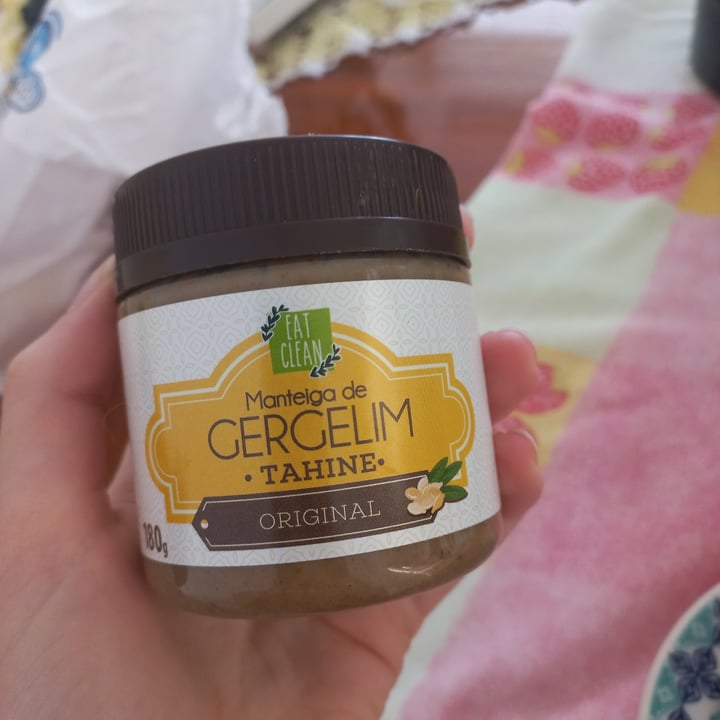 EAT
CLEAN
Manteiga de
GERGELIM
• TAHINE •
ORIGINAL
180g